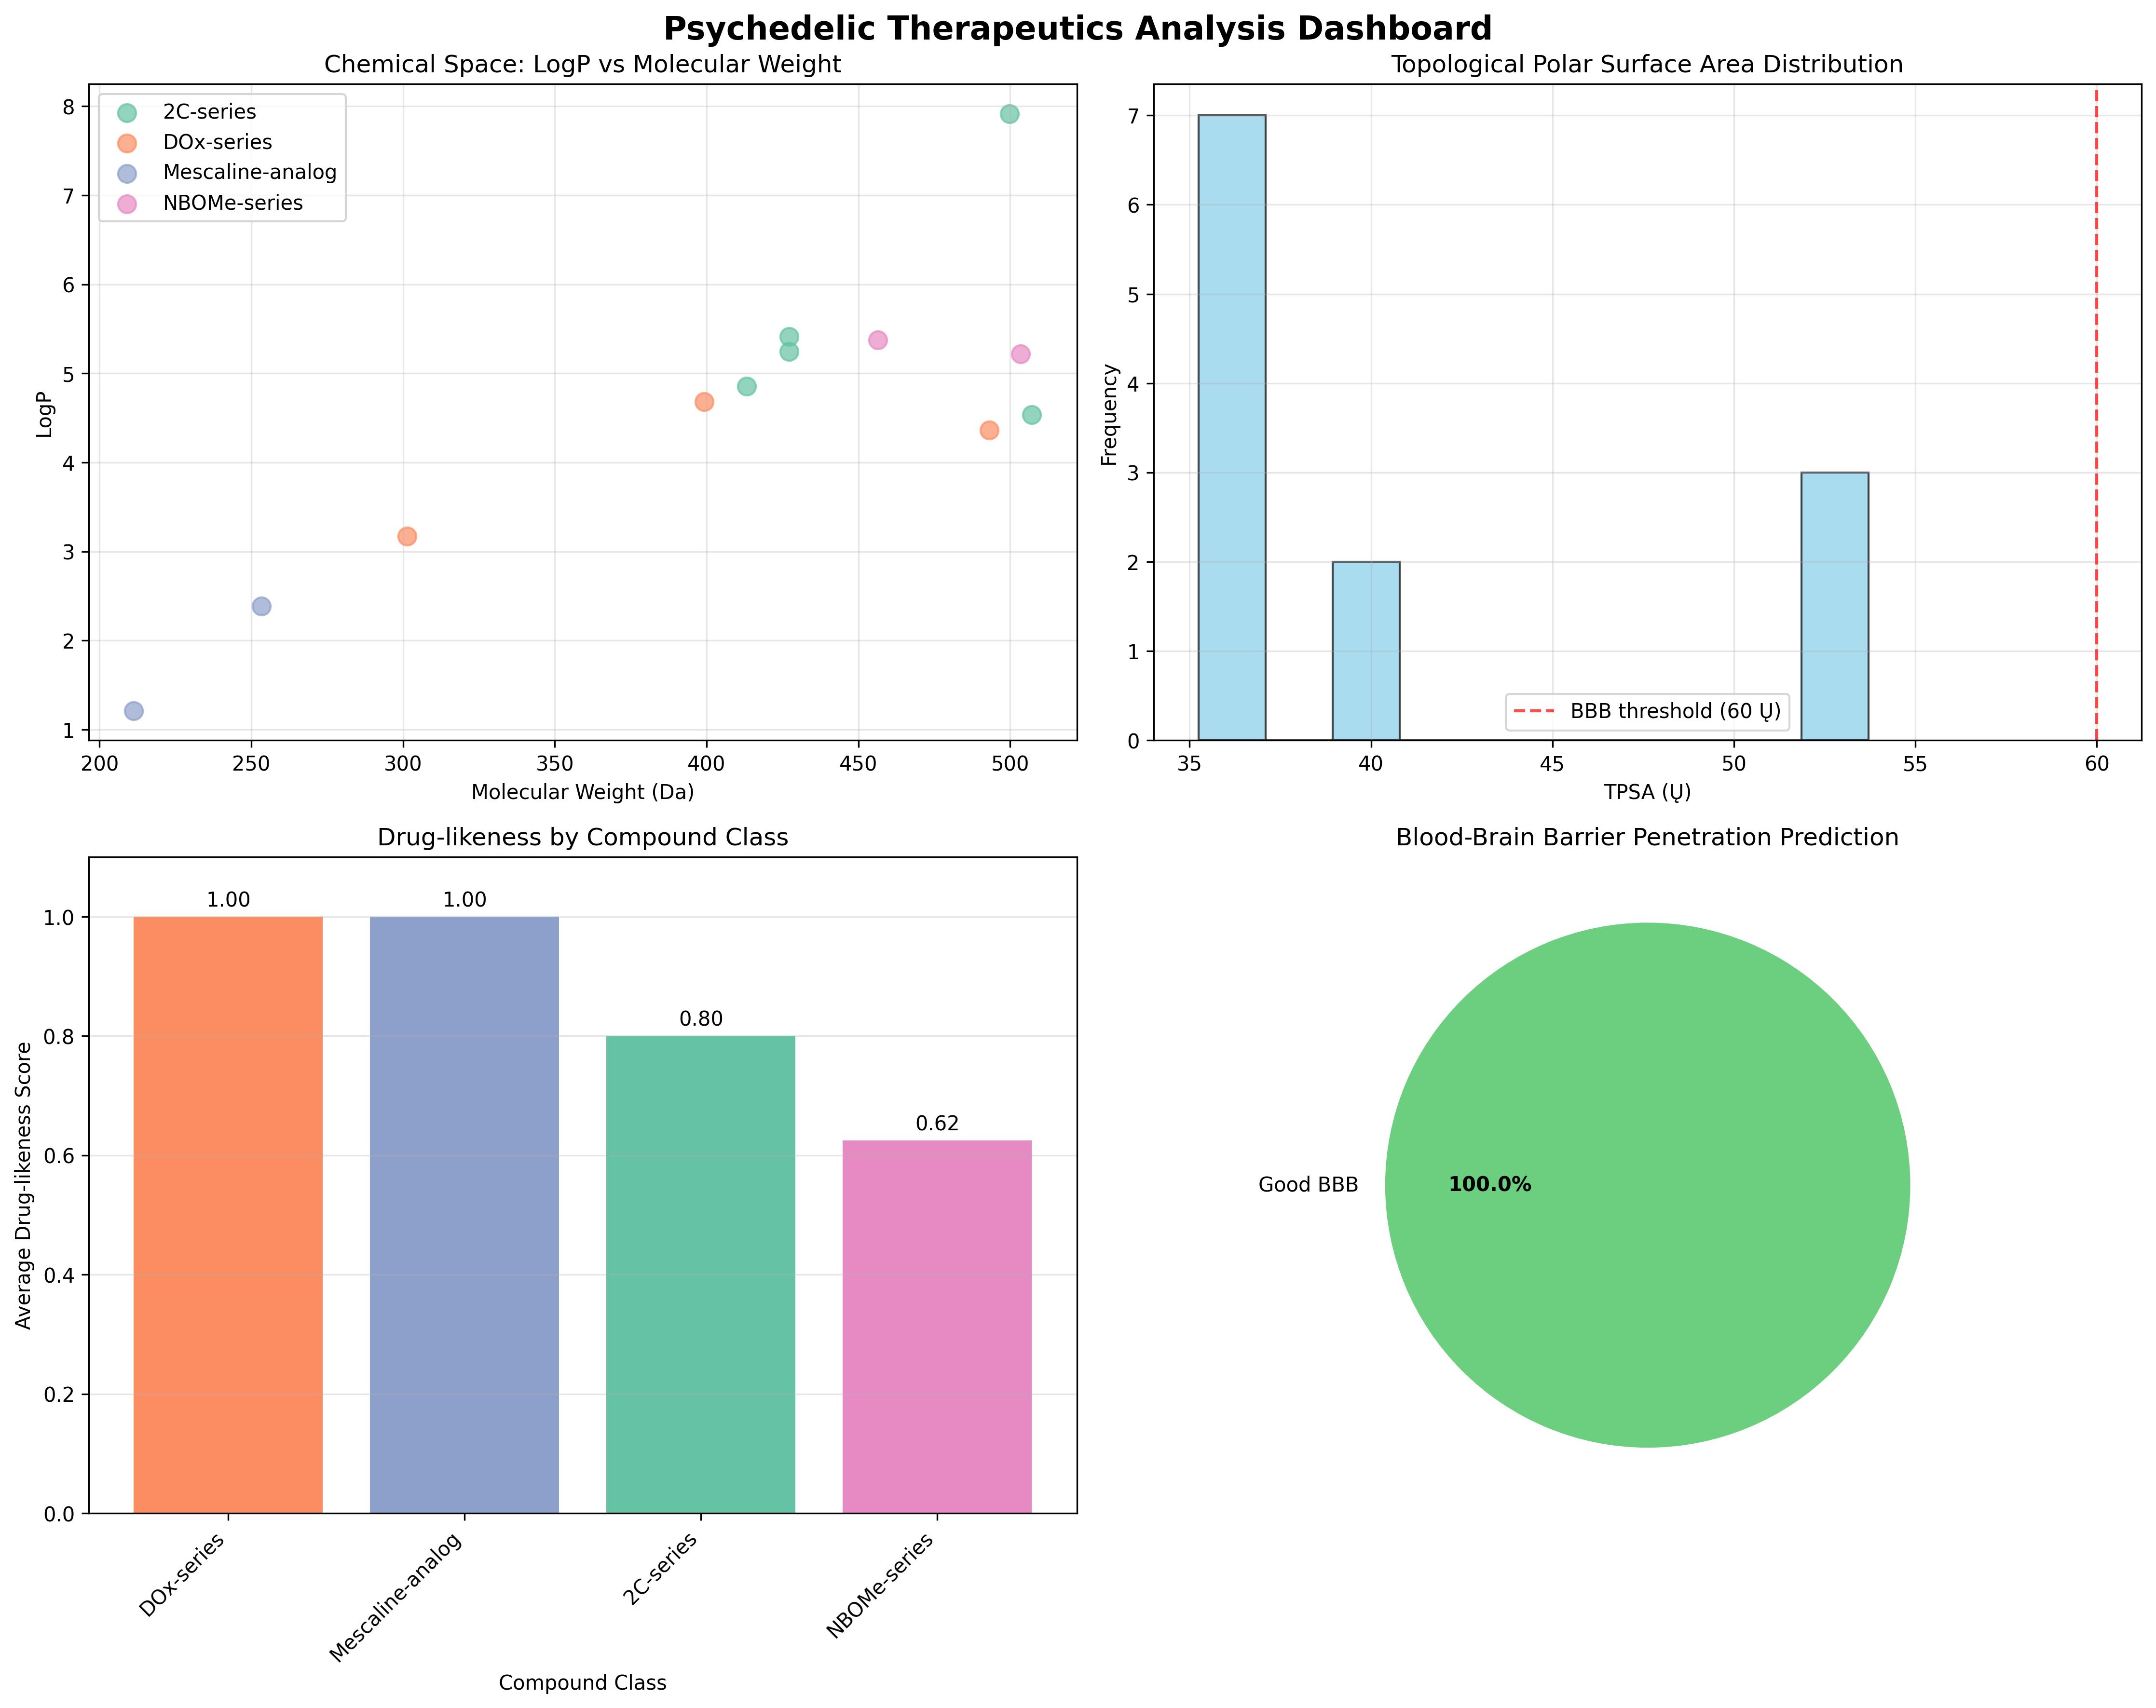 Psychedelic Therapeutics Analysis Dashboard
Chemical Space: LogP vs Molecular Weight
2C-series
DOx-series
Mescaline-analog
NBOMe-series
8
7
6
5
4
3
2
1
LogP
200 250 300 350 400 450 500
Molecular Weight (Da)
Topological Polar Surface Area Distribution
7
6
5
4
3
2
1
0
Frequency
BBB threshold (60 Ų)
35 40 45 50 55 60
TPSA (Ų)
Drug-likeness by Compound Class
1.00 1.00 0.80 0.62
1.0
0.8
0.6
0.4
0.2
0.0
Average Drug-likeness Score
DOx-series
Mescaline-analog
2C-series
NBOMe-series
Compound Class
Blood-Brain Barrier Penetration Prediction
Good BBB
100.0%